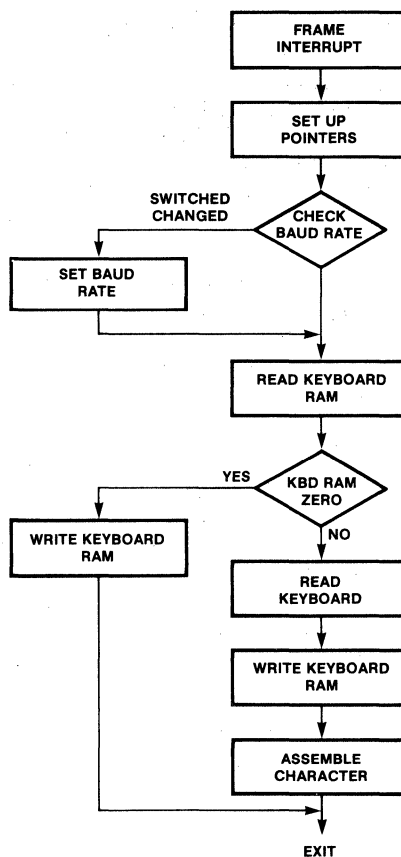 FRAME
INTERRUPT
SET UP
POINTERS
SWITCHED
CHANGED
CHECK
BAUD RATE
SET BAUD
RATE
READ KEYBOARD
RAM
YES
KBD RAM
ZERO
NO
WRITE KEYBOARD
RAM
READ
KEYBOARD
WRITE KEYBOARD
RAM
ASSEMBLE
CHARACTER
EXIT